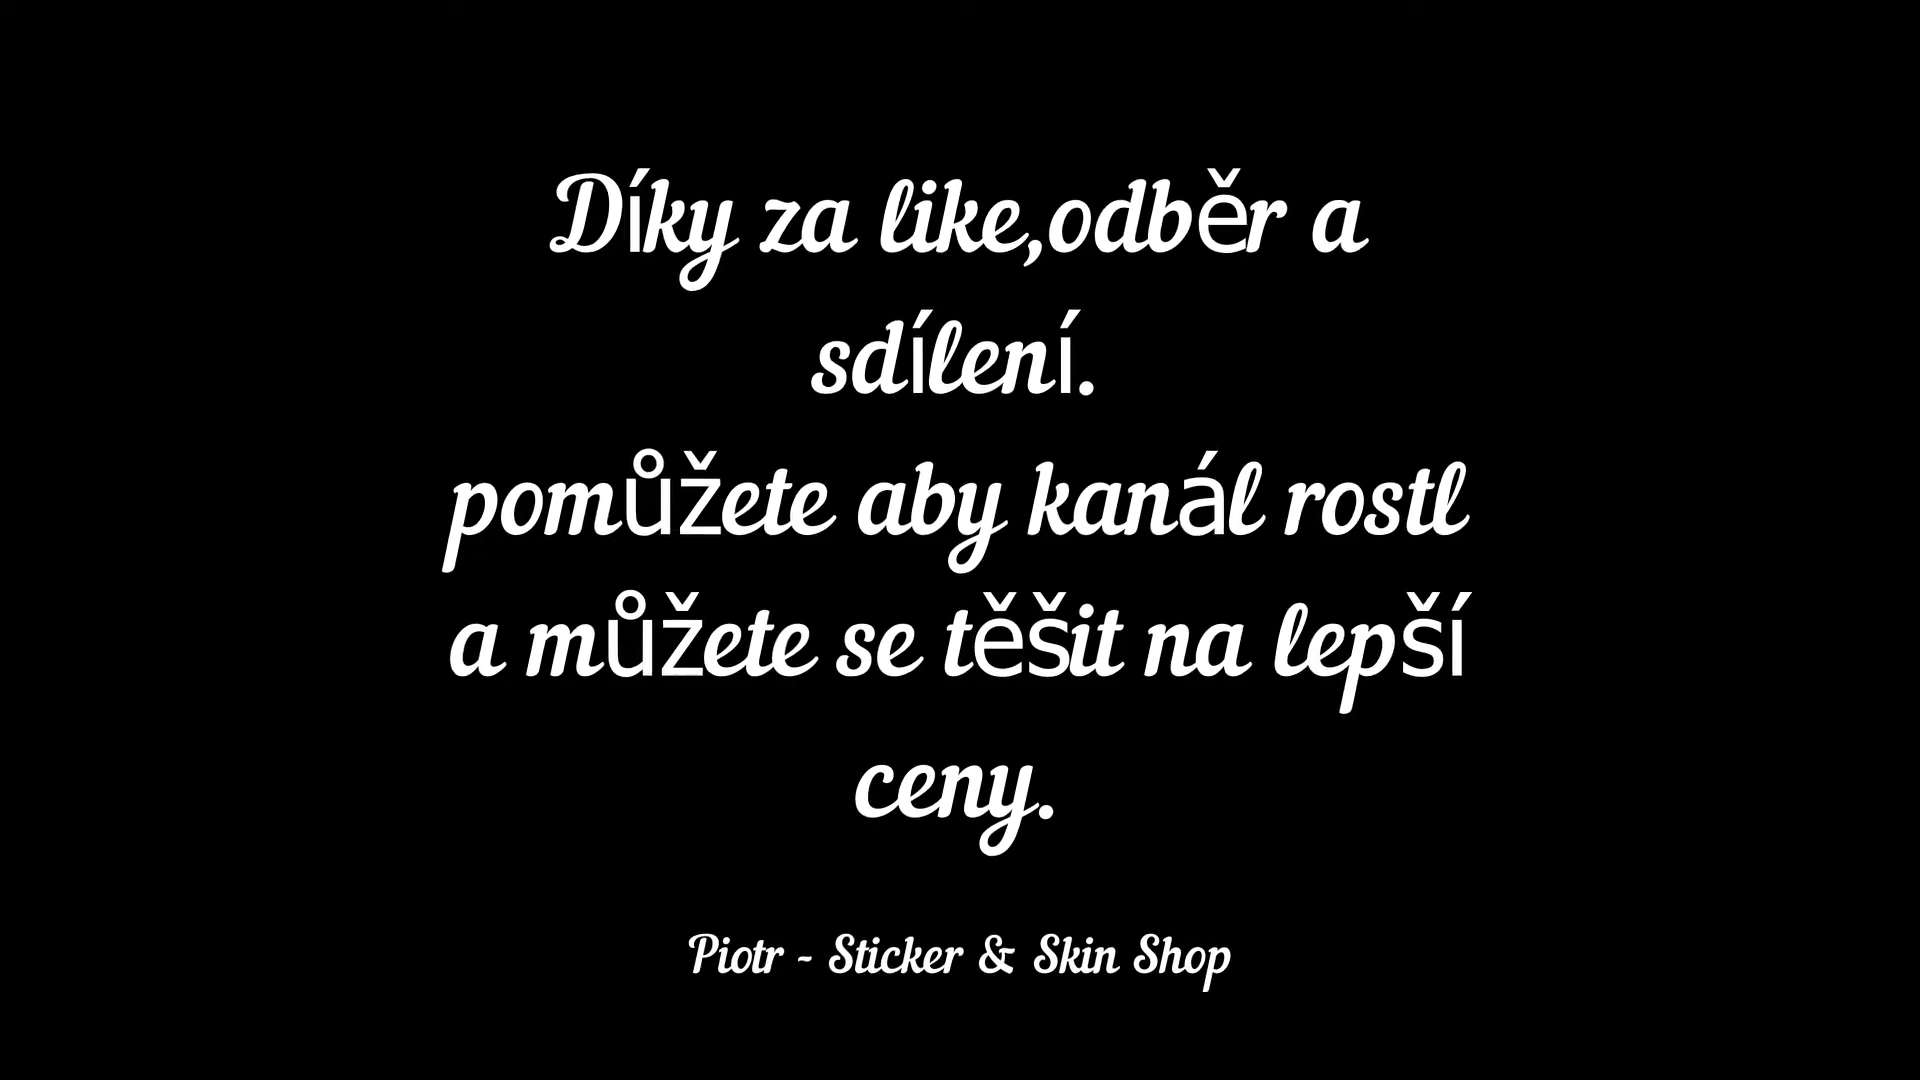 Díky za like,odběr a
sdílení.
pomůžete aby kanál rostl
a můžete se těšit na lepší
ceny.
Piotr - Sticker & Skin Shop